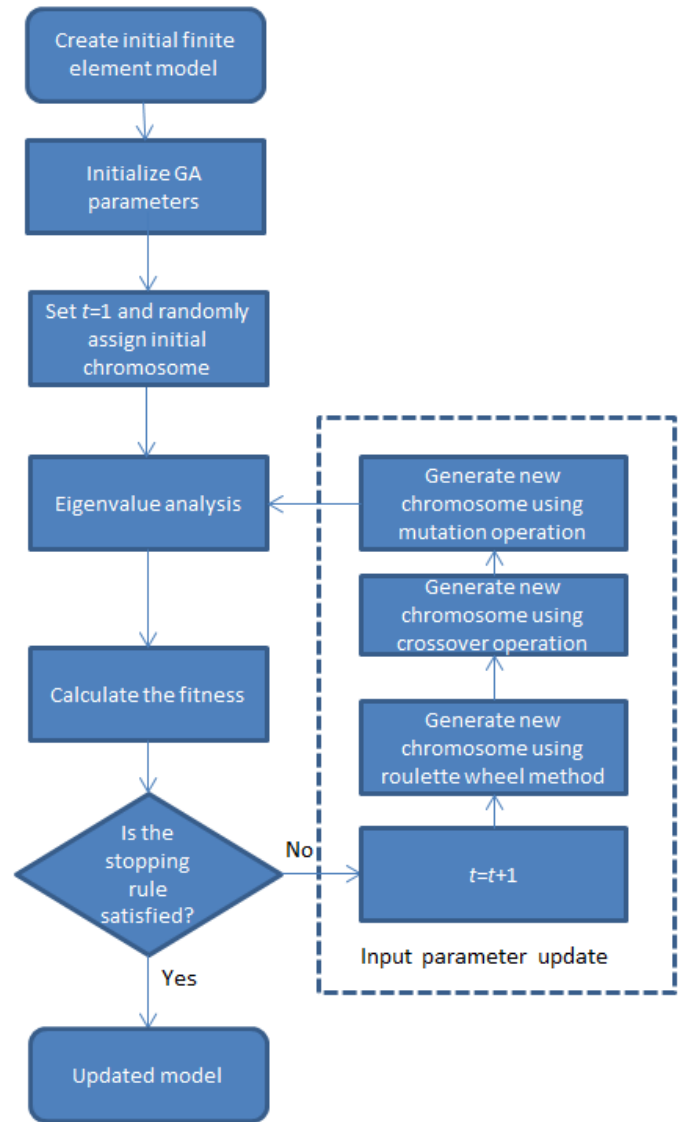 Create initial finite
element model
Initialize GA
parameters
Set t=1 and randomly
assign initial
chromosome
Eigenvalue analysis
Calculate the fitness
Is the
stopping
rule
satisfied?
No
Yes
Updated model
Generate new
chromosome using
mutation operation
Generate new
chromosome using
crossover operation
Generate new
chromosome using
roulette wheel method
t=t+1
Input parameter update